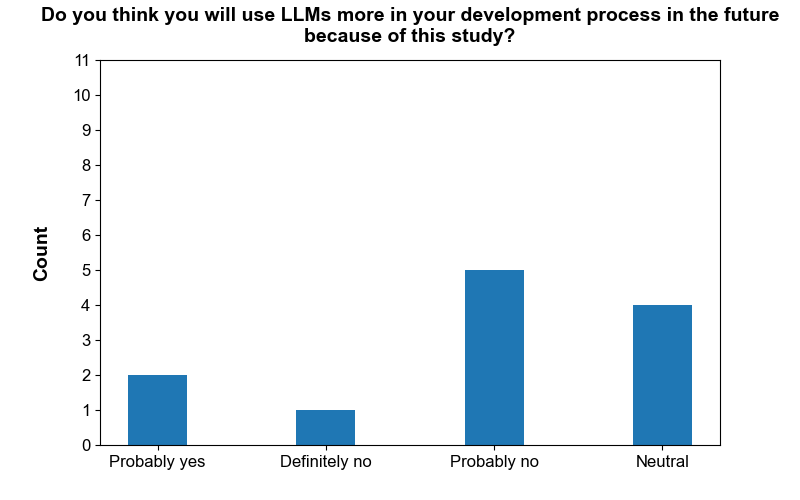 Do you think you will use LLMs more in your development process in the future
because of this study?
11
10
9
8
7
6
5
4
3
2
1
0
Count
Probably yes
Definitely no
Probably no
Neutral